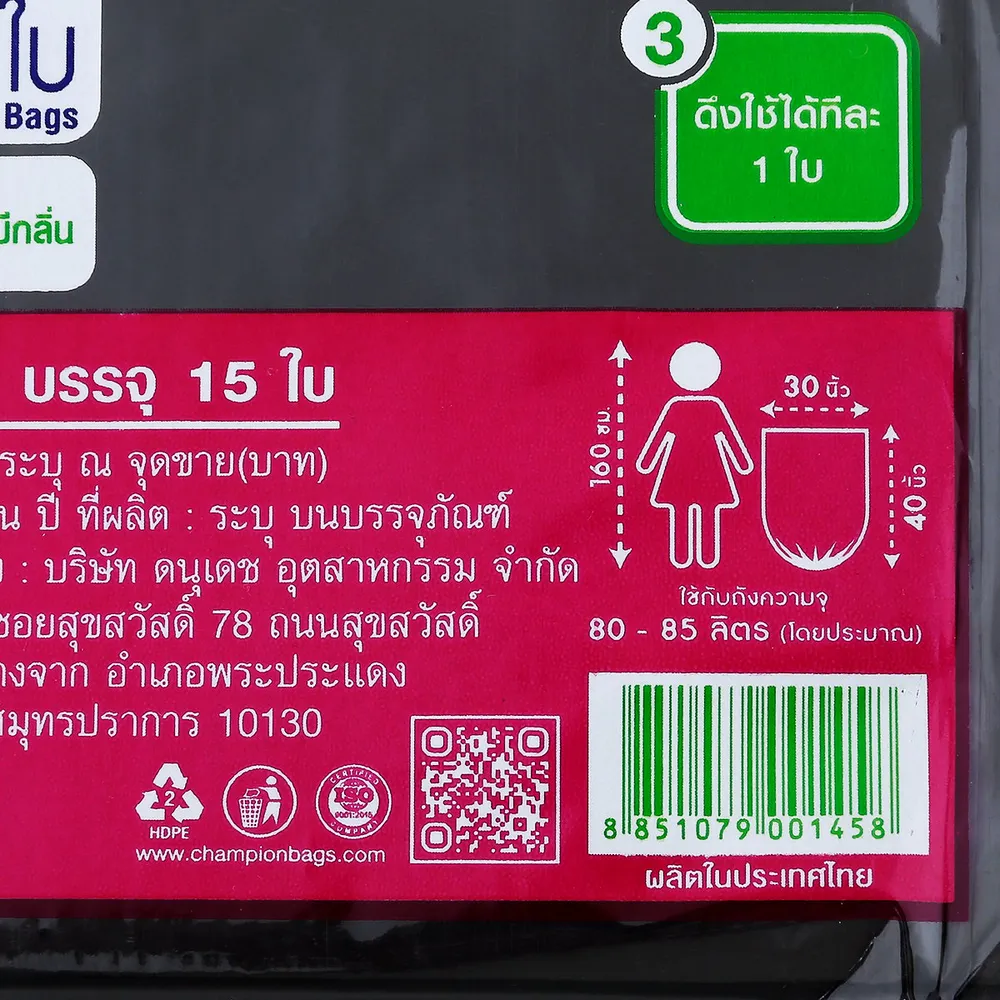 ใบ
Bags
3
ดึงใช้ได้ทีละ
1 ใบ
มีกลิ่น
บรรจุ 15 ใบ
ระบุ ณ จุดขาย(บาท)
ปี ที่ผลิต : ระบุ บนบรรจุภัณฑ์
: บริษัท ดนุเดช อุตสาหกรรม จำกัด
ซอยสุขสวัสดิ์ 78 ถนนสุขสวัสดิ์
างจาก อำเภอพระประแดง
สมุทรปราการ 10130
160 ซม.
30 นิ้ว
40 นิ้ว
ใช้กับถังความจุ
80 - 85 ลิตร (โดยประมาณ)
2
HDPE
CERTIFIED
ISO
9001:2015
COMPANY
www.championbags.com
8 851079 001458
ผลิตในประเทศไทย